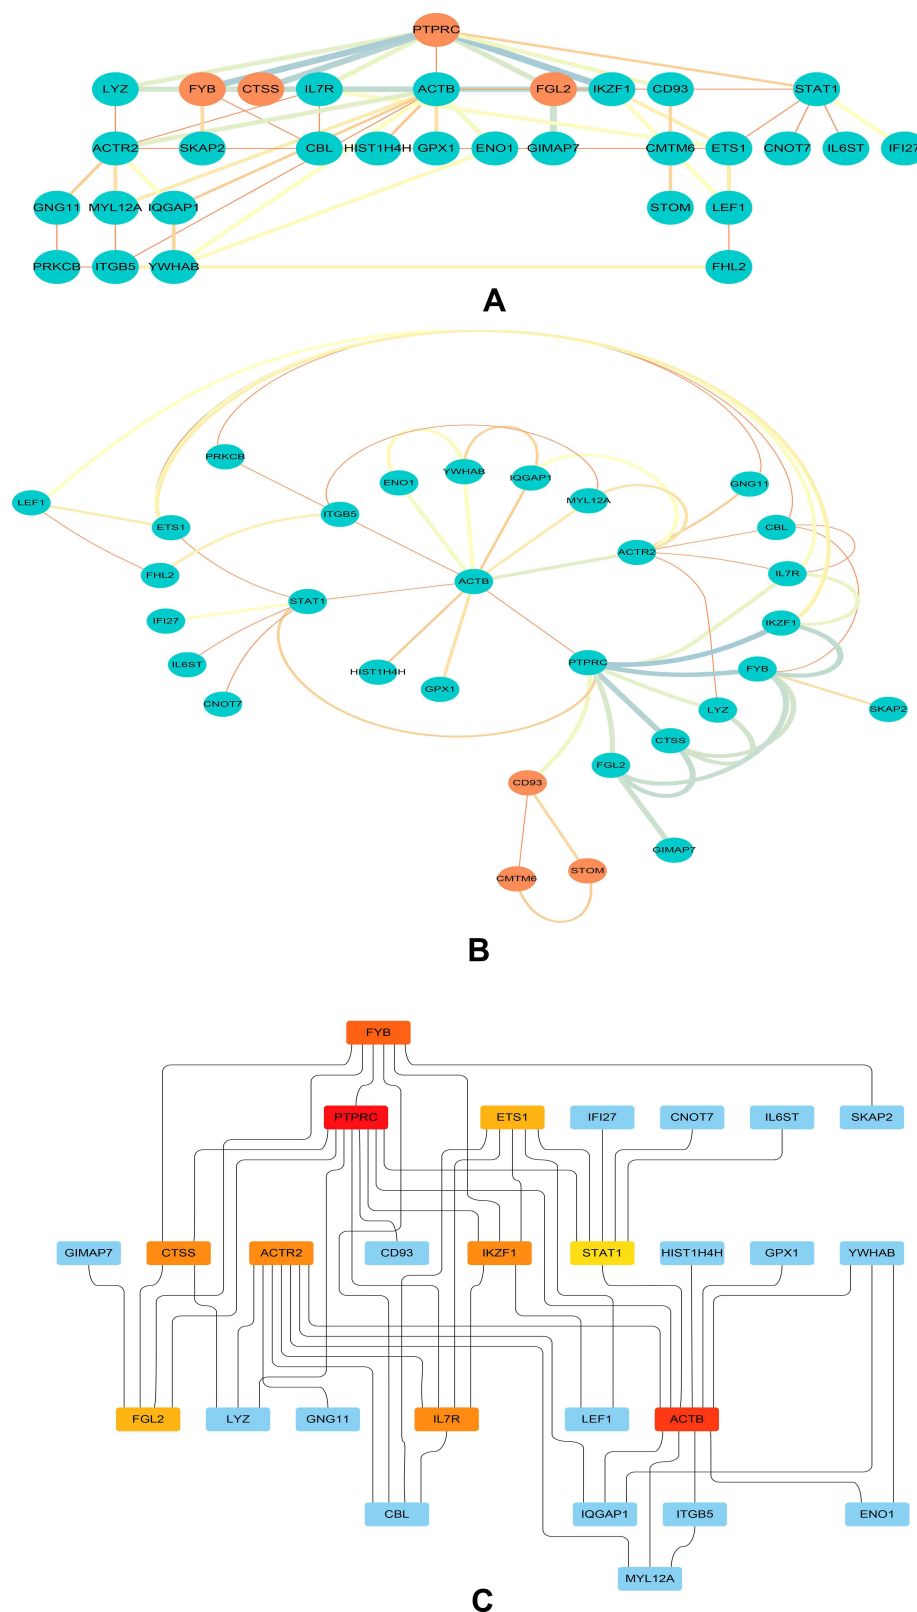 PTPRC
LYZ FYB CTSS IL7R ACTB FGL2 IKZF1 CD93 STAT1
ACTR2 SKAP2 CBL HIST1H4H GPX1 ENO1 GIMAP7 CMTM6 ETS1 CNOT7 IL6ST IFI27
GNG11 MYL12A IQGAP1 STOM LEF1
PRKCB ITGB5 YWHAB FHL2
A
PRKCB
ENO1
YWHAB
IQGAP1
GNG11
LEF1
MYL12A
ETS1
ITGB5
CBL
ACTR2
FHL2
ACTB
IL7R
STAT1
IFI27
IKZF1
IL6ST
HIST1H4H
PTPRC
FYB
CNOT7
GPX1
LYZ
SKAP2
CTSS
FGL2
CD93
GIMAP7
CMTM6
STOM
B
FYB
PTPRC ETS1 IFI27 CNOT7 IL6ST SKAP2
GIMAP7 CTSS ACTR2 CD93 IKZF1 STAT1 HIST1H4H GPX1 YWHAB
FGL2 LYZ GNG11 IL7R LEF1 ACTB
CBL IQGAP1 ITGB5 ENO1
MYL12A
C